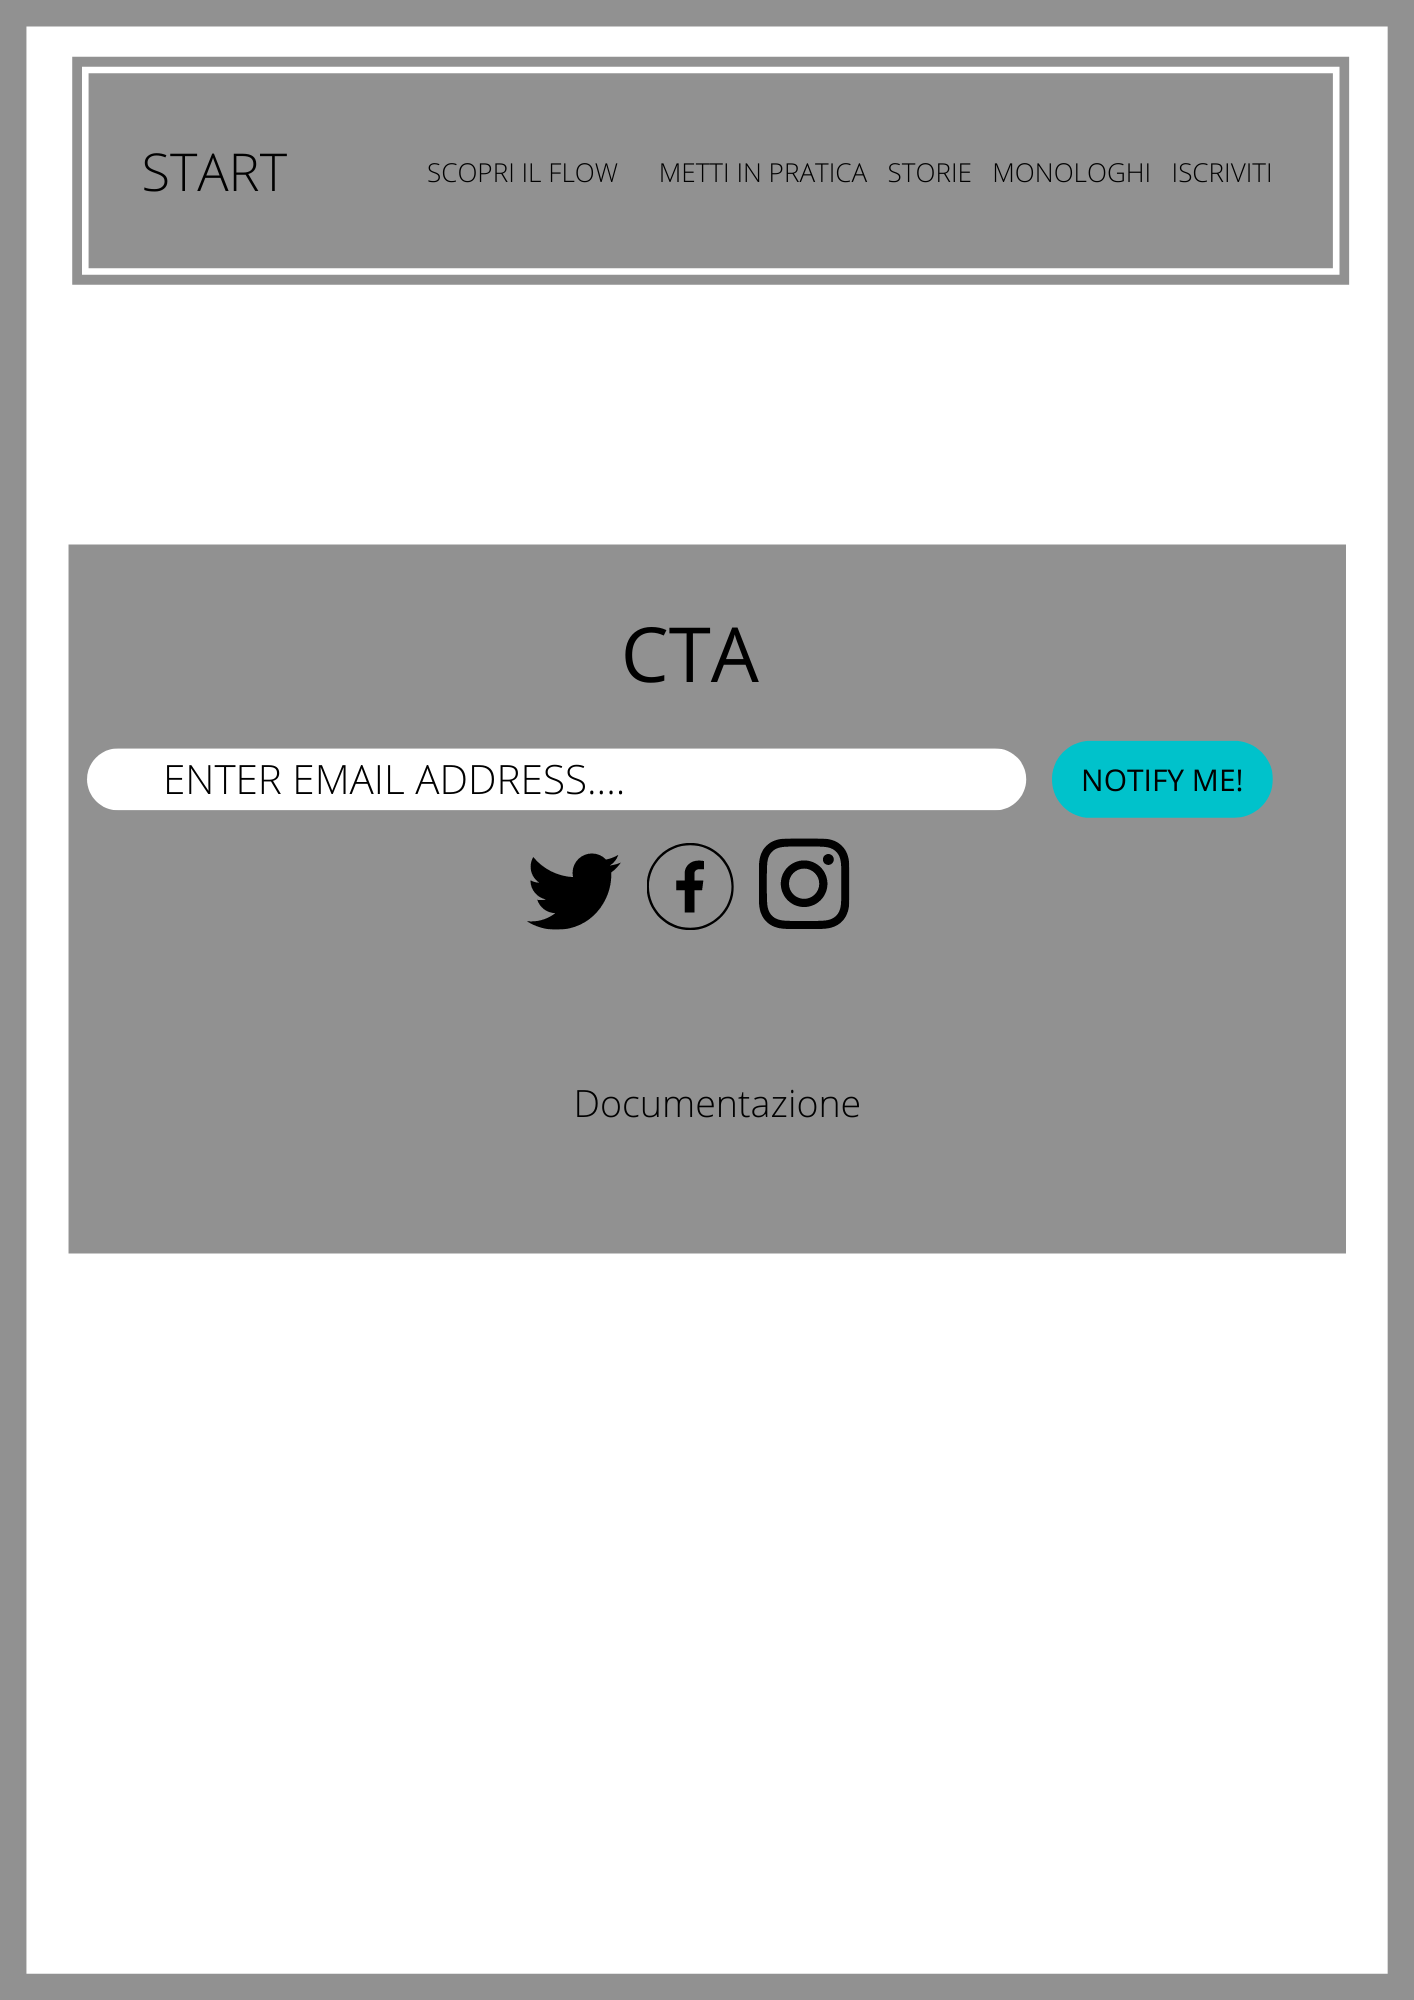 START SCOPRI IL FLOW METTI IN PRATICA STORIE MONOLOGHI ISCRIVITI
CTA
ENTER EMAIL ADDRESS.... NOTIFY ME!
Documentazione